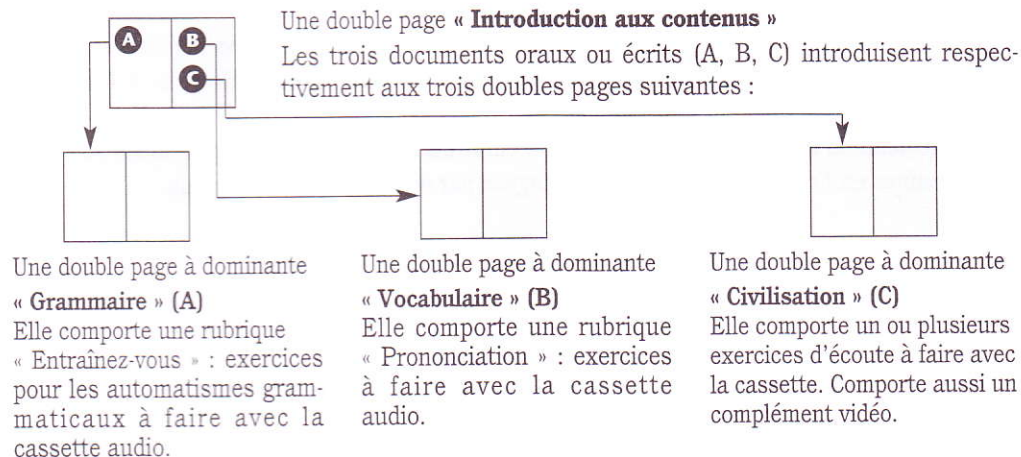 A
B
C
Une double page « Introduction aux contenus »
Les trois documents oraux ou écrits (A, B, C) introduisent respec-
tivement aux trois doubles pages suivantes :
Une double page à dominante
« Grammaire » (A)
Elle comporte une rubrique
« Entraînez-vous » : exercices
pour les automatismes gram-
maticaux à faire avec la
cassette audio.
Une double page à dominante
« Vocabulaire » (B)
Elle comporte une rubrique
« Prononciation » : exercices
à faire avec la cassette
audio.
Une double page à dominante
« Civilisation » (C)
Elle comporte un ou plusieurs
exercices d'écoute à faire avec
la cassette. Comporte aussi un
complément vidéo.